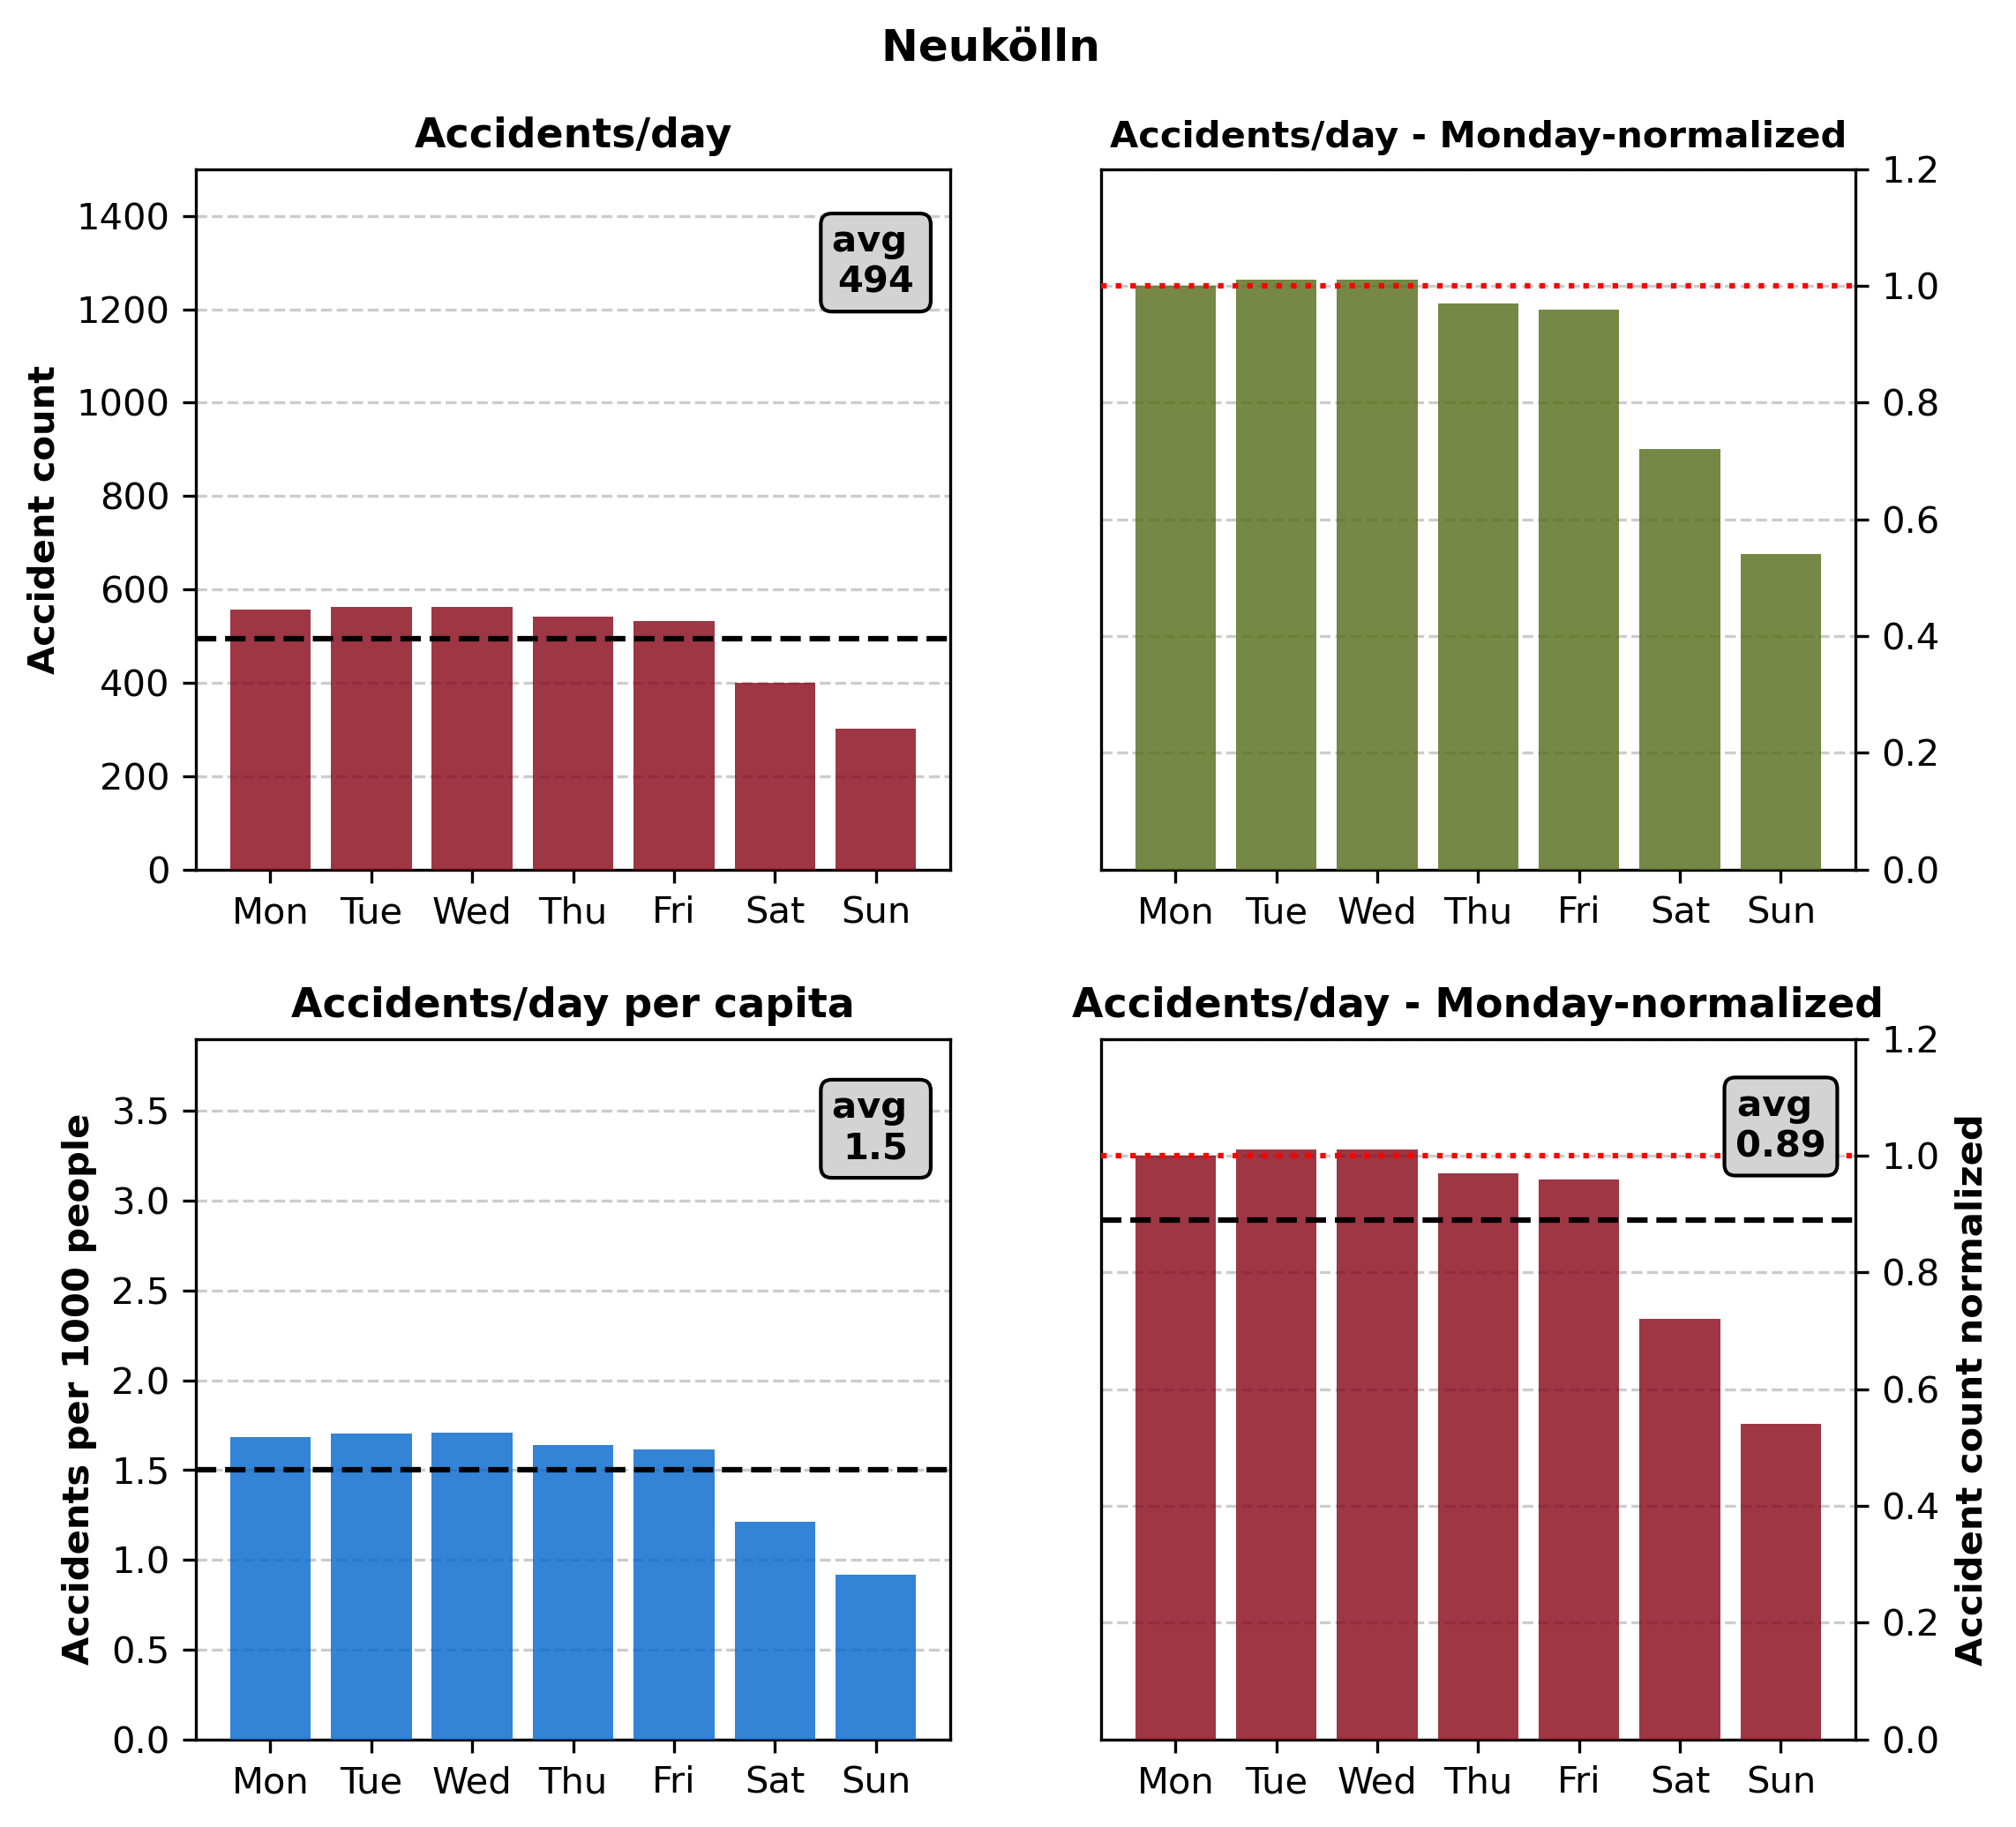 Neukölln
Accidents/day
Accident count
1400
1200
1000
800
600
400
200
0
avg
494
Mon Tue Wed Thu Fri Sat Sun
Accidents/day - Monday-normalized
1.2
1.0
0.8
0.6
0.4
0.2
0.0
Mon Tue Wed Thu Fri Sat Sun
Accidents/day per capita
Accidents per 1000 people
3.5
3.0
2.5
2.0
1.5
1.0
0.5
0.0
avg
1.5
Mon Tue Wed Thu Fri Sat Sun
Accidents/day - Monday-normalized
avg
0.89
1.2
1.0
0.8
0.6
0.4
0.2
0.0
Accident count normalized
Mon Tue Wed Thu Fri Sat Sun